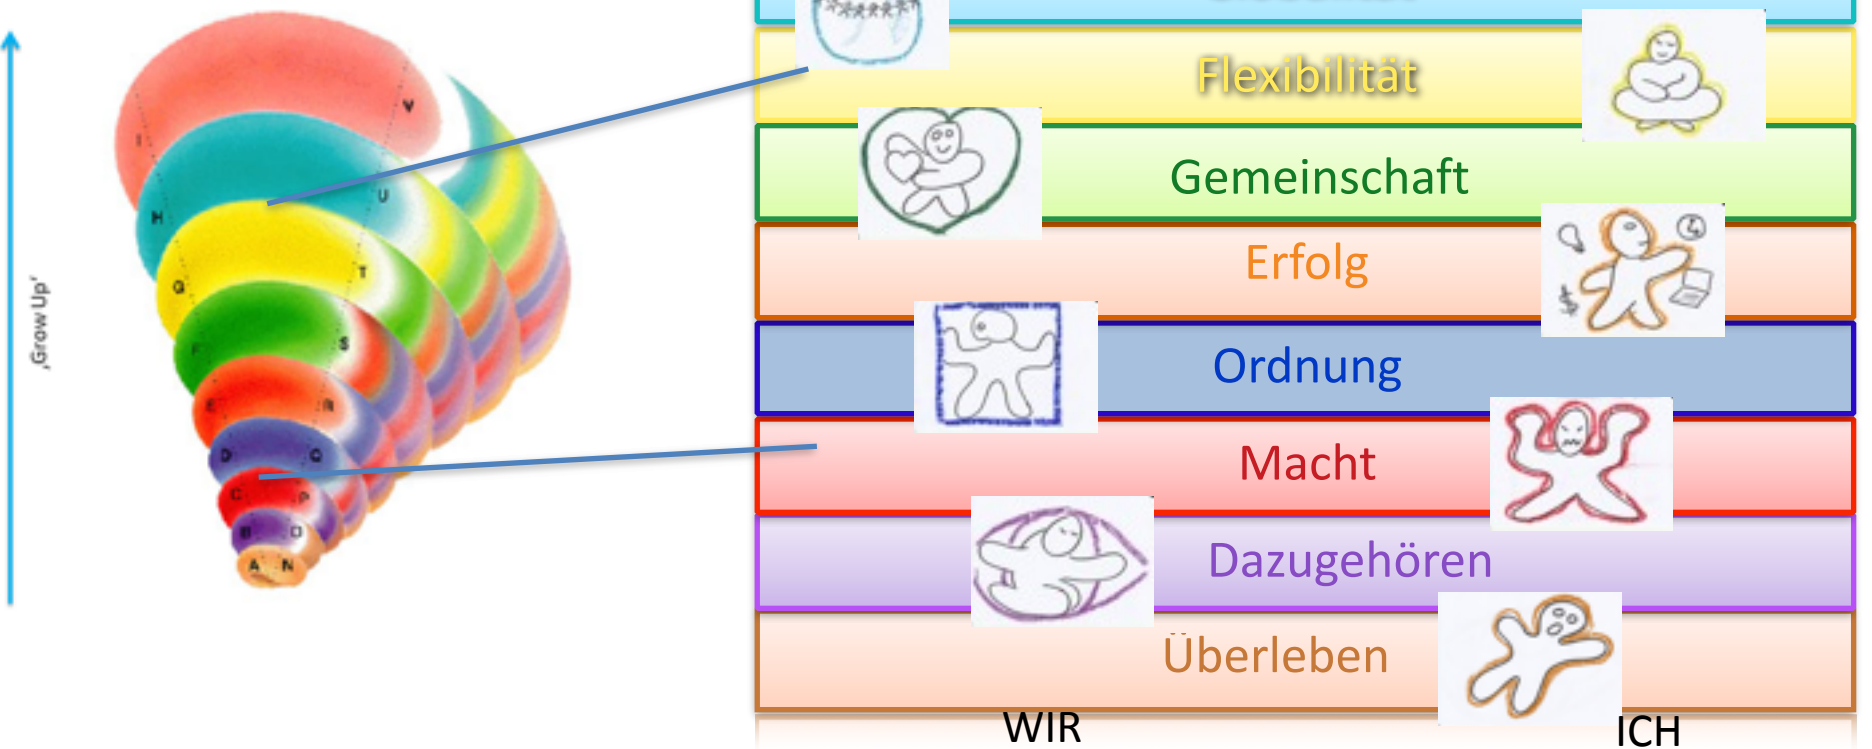 ‚Grow Up‘
I V
H U
G T
F S
E R
D Q
C P
B O
A N
Flexibilität
Gemeinschaft
Erfolg
Ordnung
Macht
Dazugehören
Überleben
WIR ICH